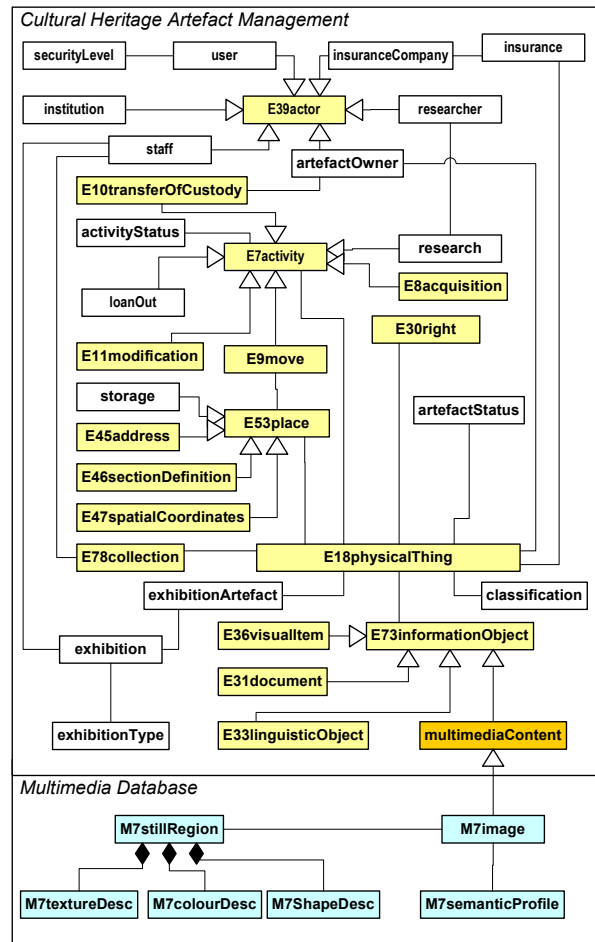 Cultural Heritage Artefact Management
securityLevel
user
insuranceCompany
insurance
institution
E39actor
researcher
staff
artefactOwner
E10transferOfCustody
activityStatus
E7activity
research
loanOut
E8acquisition
E11modification
E9move
E30right
storage
E53place
artefactStatus
E45address
E46sectionDefinition
E47spatialCoordinates
E78collection
E18physicalThing
exhibitionArtefact
classification
E36visualItem
E73informationObject
exhibition
E31document
exhibitionType
E33linguisticObject
multimediaContent
Multimedia Database
M7stillRegion
M7image
M7textureDesc
M7colourDesc
M7ShapeDesc
M7semanticProfile